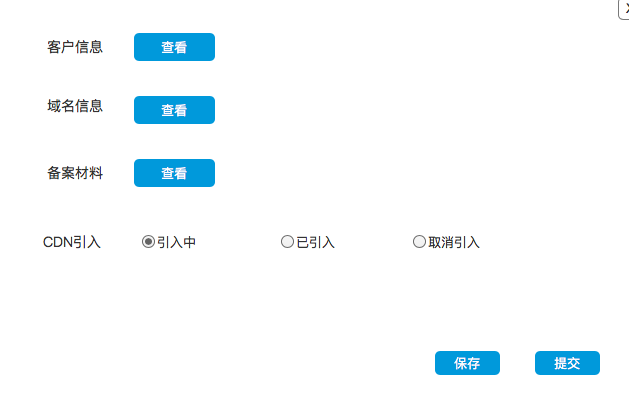 客户信息 查看
域名信息 查看
备案材料 查看
CDN引入 引入中 已引入 取消引入
保存 提交